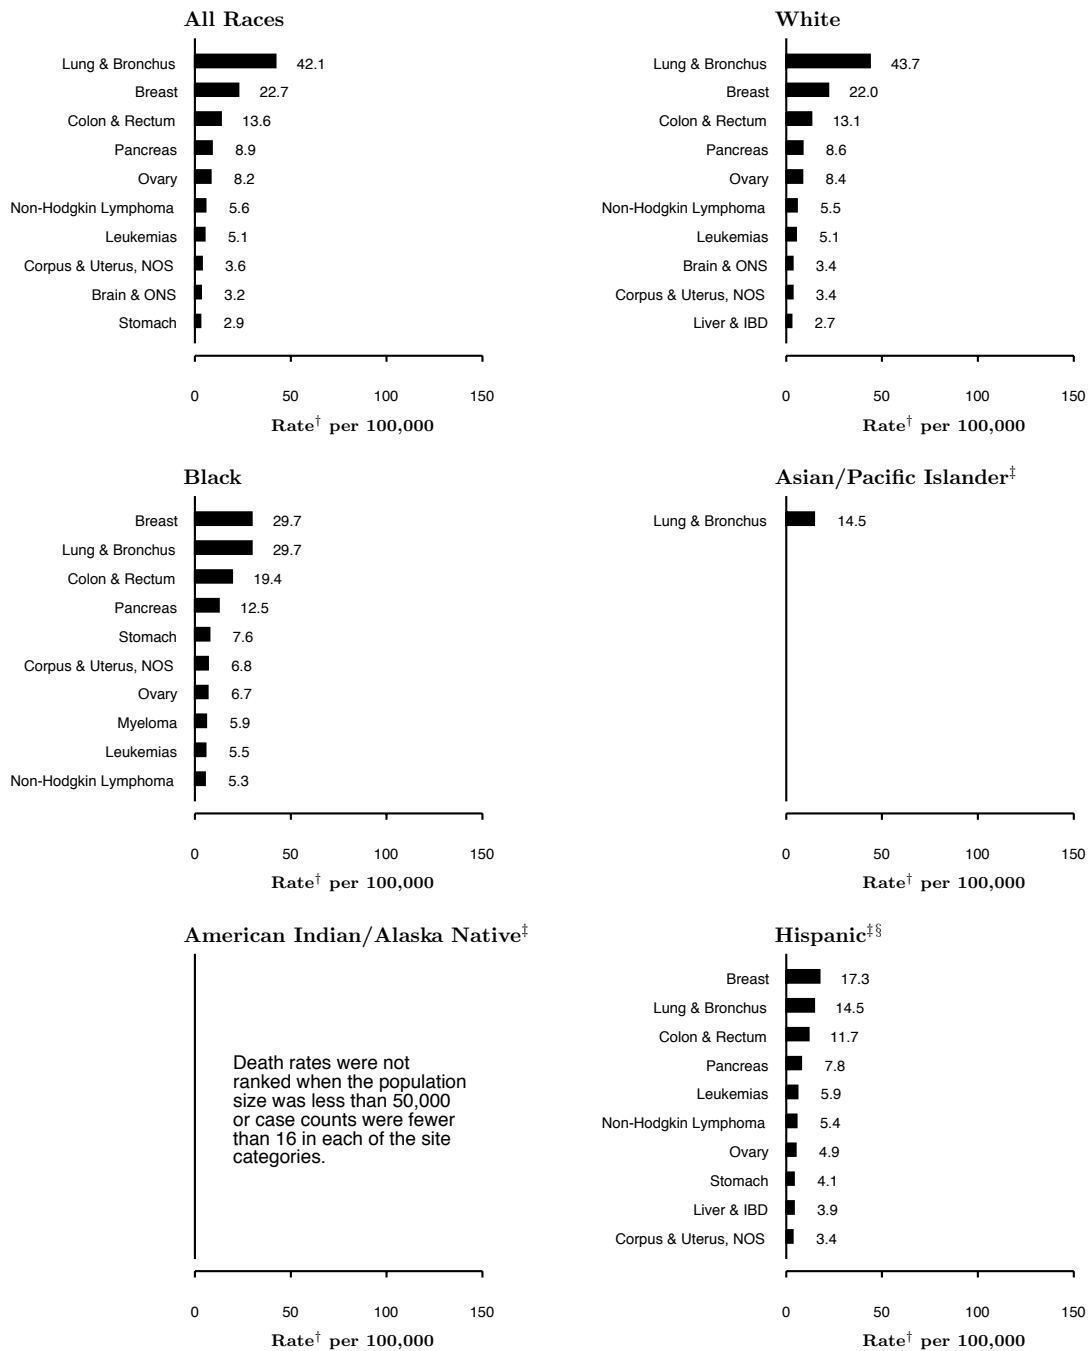 All Races
Lung & Bronchus 42.1
Breast 22.7
Colon & Rectum 13.6
Pancreas 8.9
Ovary 8.2
Non-Hodgkin Lymphoma 5.6
Leukemias 5.1
Corpus & Uterus, NOS 3.6
Brain & ONS 3.2
Stomach 2.9
0 50 100 150
Rate† per 100,000
White
Lung & Bronchus 43.7
Breast 22.0
Colon & Rectum 13.1
Pancreas 8.6
Ovary 8.4
Non-Hodgkin Lymphoma 5.5
Leukemias 5.1
Brain & ONS 3.4
Corpus & Uterus, NOS 3.4
Liver & IBD 2.7
0 50 100 150
Rate† per 100,000
Black
Breast 29.7
Lung & Bronchus 29.7
Colon & Rectum 19.4
Pancreas 12.5
Stomach 7.6
Corpus & Uterus, NOS 6.8
Ovary 6.7
Myeloma 5.9
Leukemias 5.5
Non-Hodgkin Lymphoma 5.3
0 50 100 150
Rate† per 100,000
Asian/Pacific Islander‡
Lung & Bronchus 14.5
0 50 100 150
Rate† per 100,000
American Indian/Alaska Native‡
Death rates were not
ranked when the population
size was less than 50,000
or case counts were fewer
than 16 in each of the site
categories.
0 50 100 150
Rate† per 100,000
Hispanic‡§
Breast 17.3
Lung & Bronchus 14.5
Colon & Rectum 11.7
Pancreas 7.8
Leukemias 5.9
Non-Hodgkin Lymphoma 5.4
Ovary 4.9
Stomach 4.1
Liver & IBD 3.9
Corpus & Uterus, NOS 3.4
0 50 100 150
Rate† per 100,000